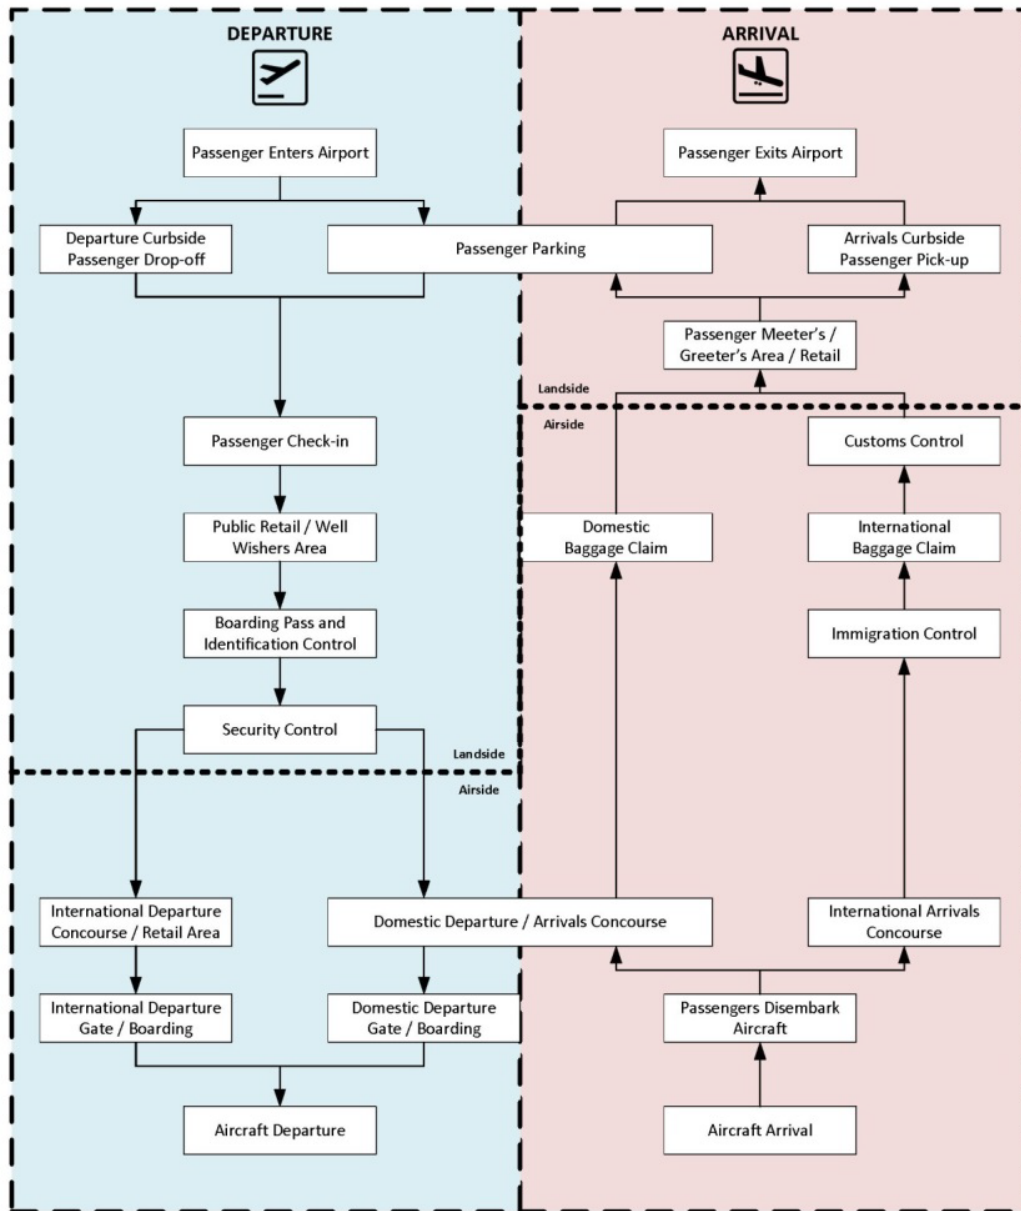 DEPARTURE
Passenger Enters Airport
Departure Curbside
Passenger Drop-off
Passenger Parking
Passenger Check-in
Public Retail / Well
Wishers Area
Boarding Pass and
Identification Control
Security Control
Landside
Airside
International Departure
Concourse / Retail Area
Domestic Departure / Arrivals Concourse
International Departure
Gate / Boarding
Domestic Departure
Gate / Boarding
Aircraft Departure
ARRIVAL
Passenger Exits Airport
Arrivals Curbside
Passenger Pick-up
Passenger Meeter's /
Greeter's Area / Retail
Landside
Airside
Customs Control
Domestic
Baggage Claim
International
Baggage Claim
Immigration Control
International Arrivals
Concourse
Passengers Disembark
Aircraft
Aircraft Arrival